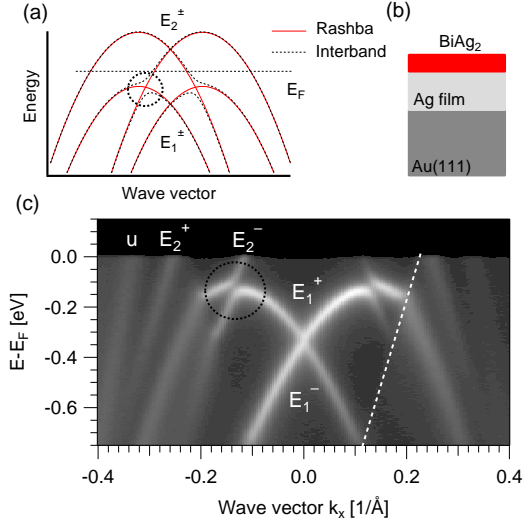 (a)
E₂±
Rashba
Interband
Energy
E_F
E₁±
Wave vector
(b)
BiAg₂
Ag film
Au(111)
(c)
u E₂⁺ E₂⁻
E₁⁺
E₁⁻
E-E_F [eV]
0.0
-0.2
-0.4
-0.6
-0.4 -0.2 0.0 0.2 0.4
Wave vector kₓ [1/Å]